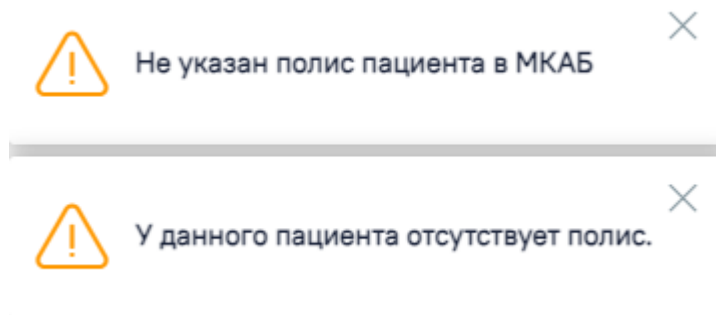 Не указан полис пациента в МКАБ
У данного пациента отсутствует полис.